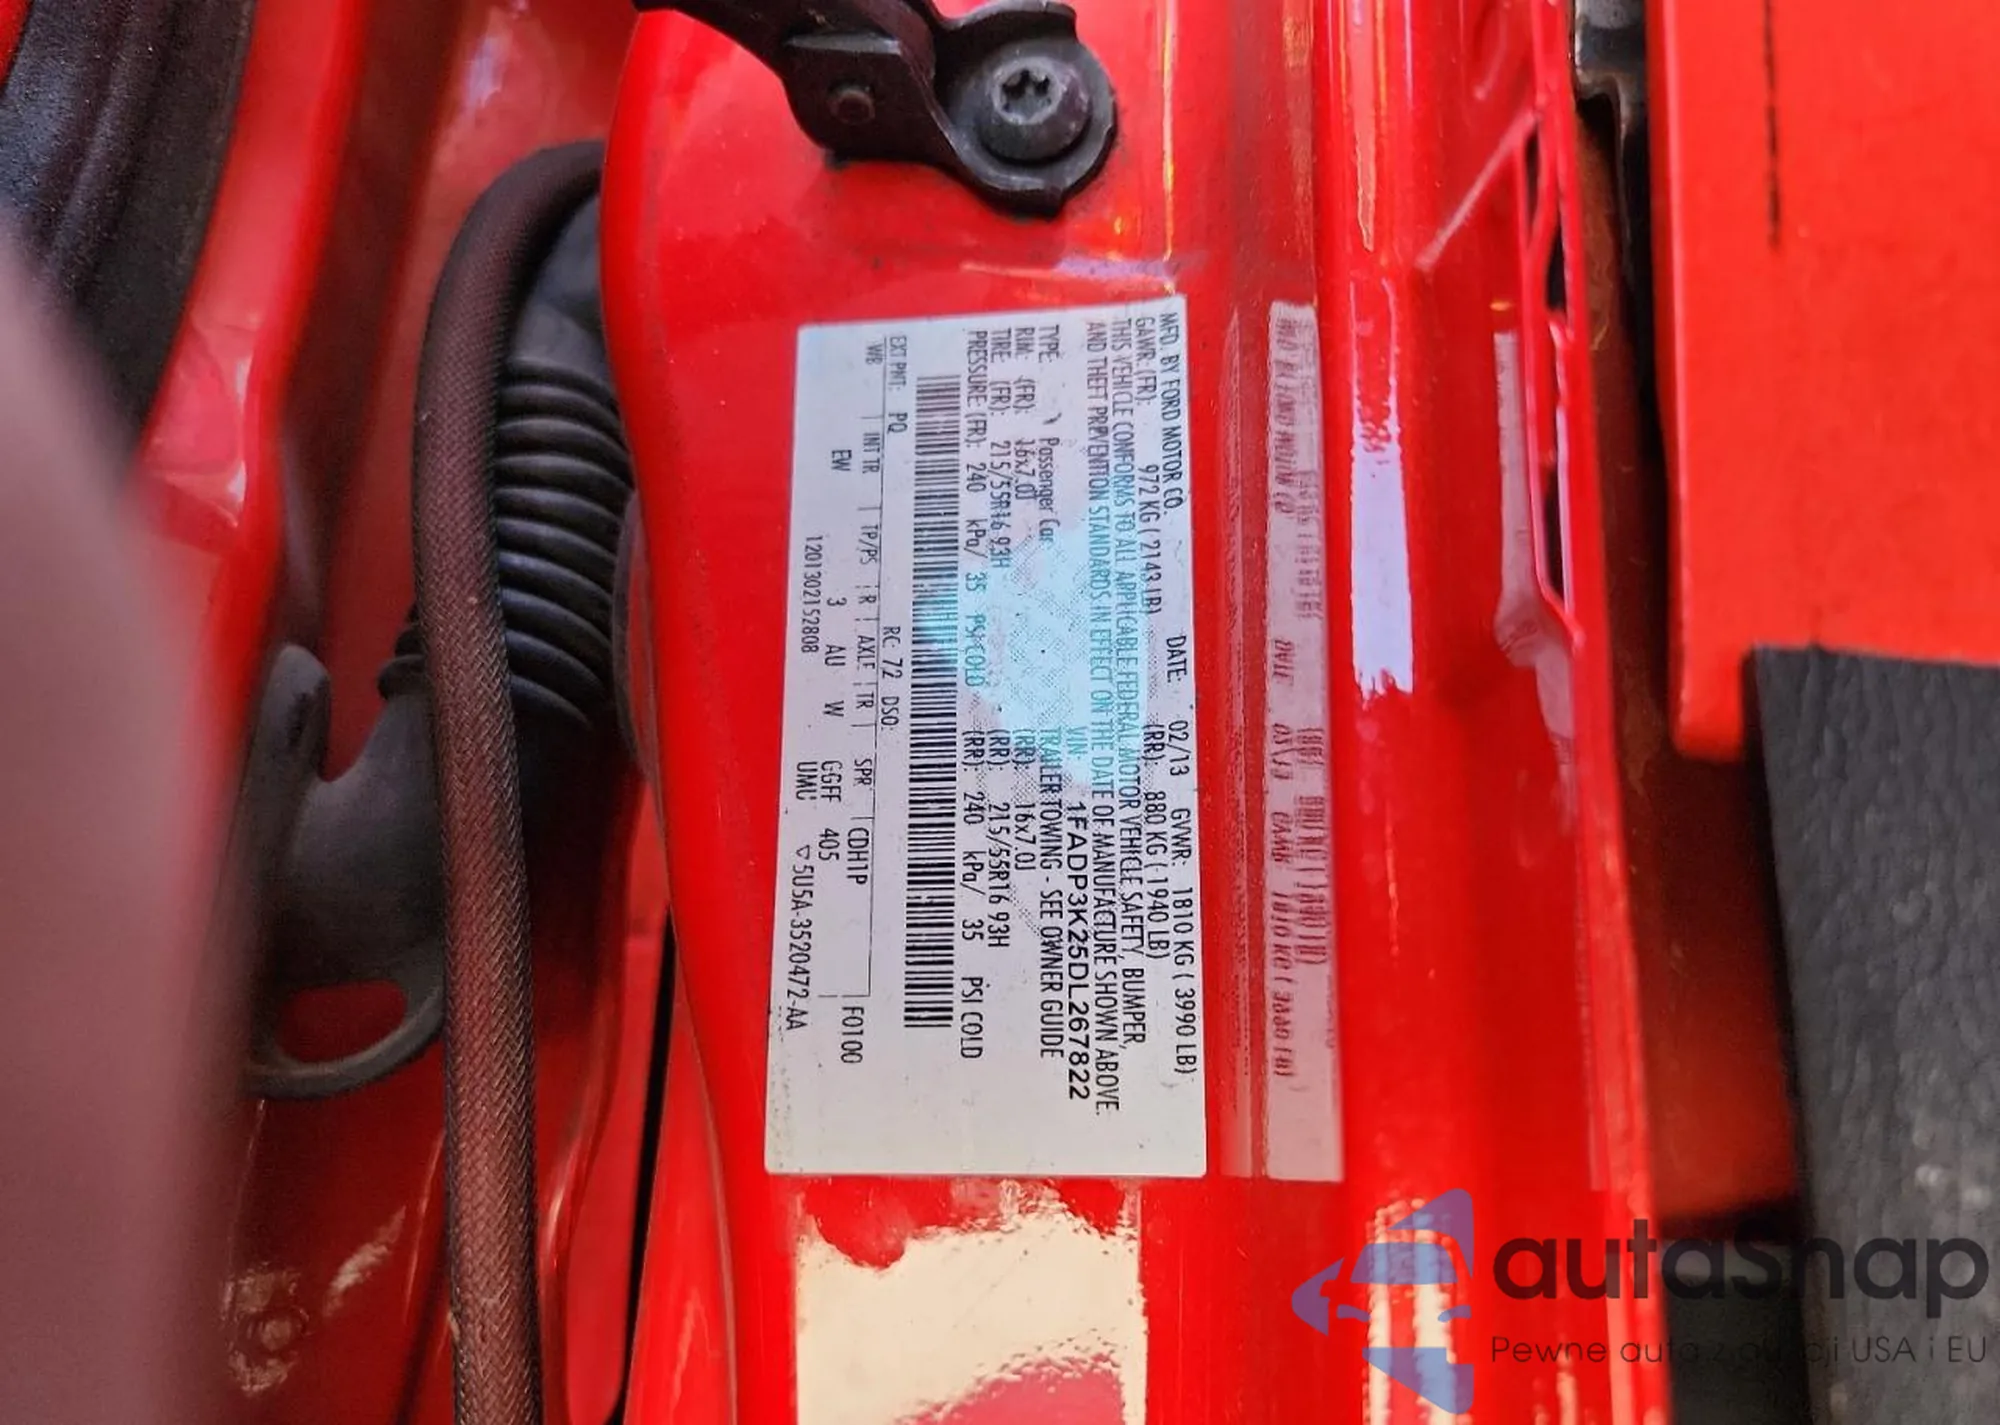 MFD. BY FORD MOTOR CO. DATE: 02/13 GVWR: 1810 KG ( 3990 LB)
GAWR: (FR): 972 KG ( 2143 LB) (RR): 880 KG ( 1940 LB)
THIS VEHICLE CONFORMS TO ALL APPLICABLE FEDERAL MOTOR VEHICLE SAFETY, BUMPER,
AND THEFT PREVENTION STANDARDS IN EFFECT ON THE DATE OF MANUFACTURE SHOWN ABOVE.
VIN 1FADP3K25DL267822
TYPE: Passenger Car TRAILER TOWING - SEE OWNER GUIDE
RIM: (FR): 16x7.0J (RR): 16x7.0J
TIRE: (FR): 215/55R16 93H (RR): 215/55R16 93H
PRESSURE (FR): 240 kPa/ 35 PSI COLD (RR): 240 kPa/ 35 PSI COLD
EXT PNT: PQ RC: 72 DSO: F0100
WB INT TR TP/PS R AXLE TR SPR CDH1P
EW 3 AU W GGFF 405
1201302152808 UMU ▽5U5A-3520472-AA
autasnap
Pewne auta z aukcji USA i EU